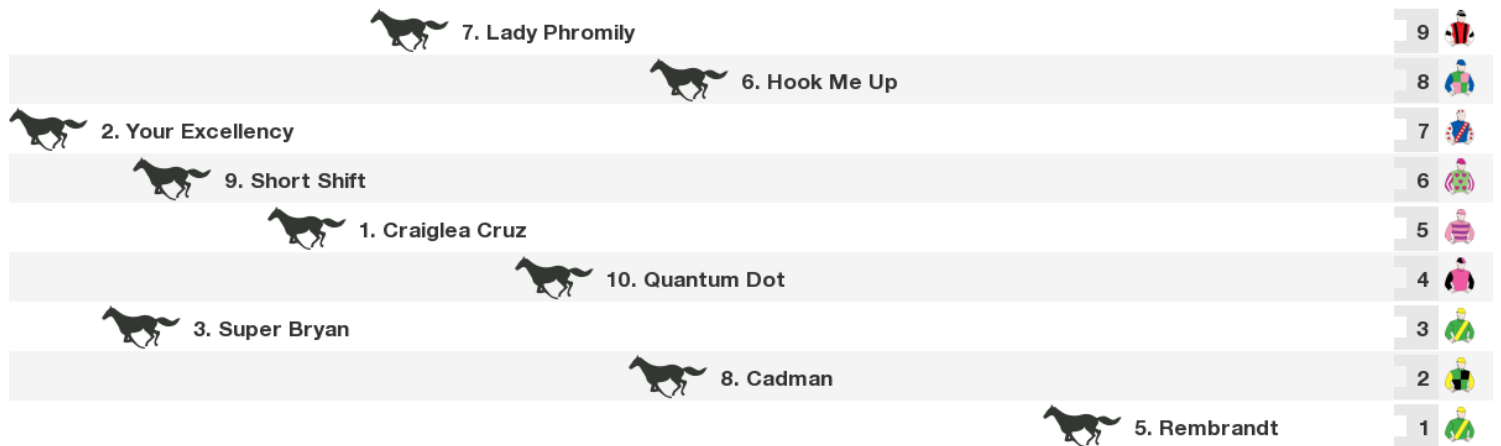 7. Lady Phromily 9
6. Hook Me Up 8
2. Your Excellency 7
9. Short Shift 6
1. Craiglea Cruz 5
10. Quantum Dot 4
3. Super Bryan 3
8. Cadman 2
5. Rembrandt 1